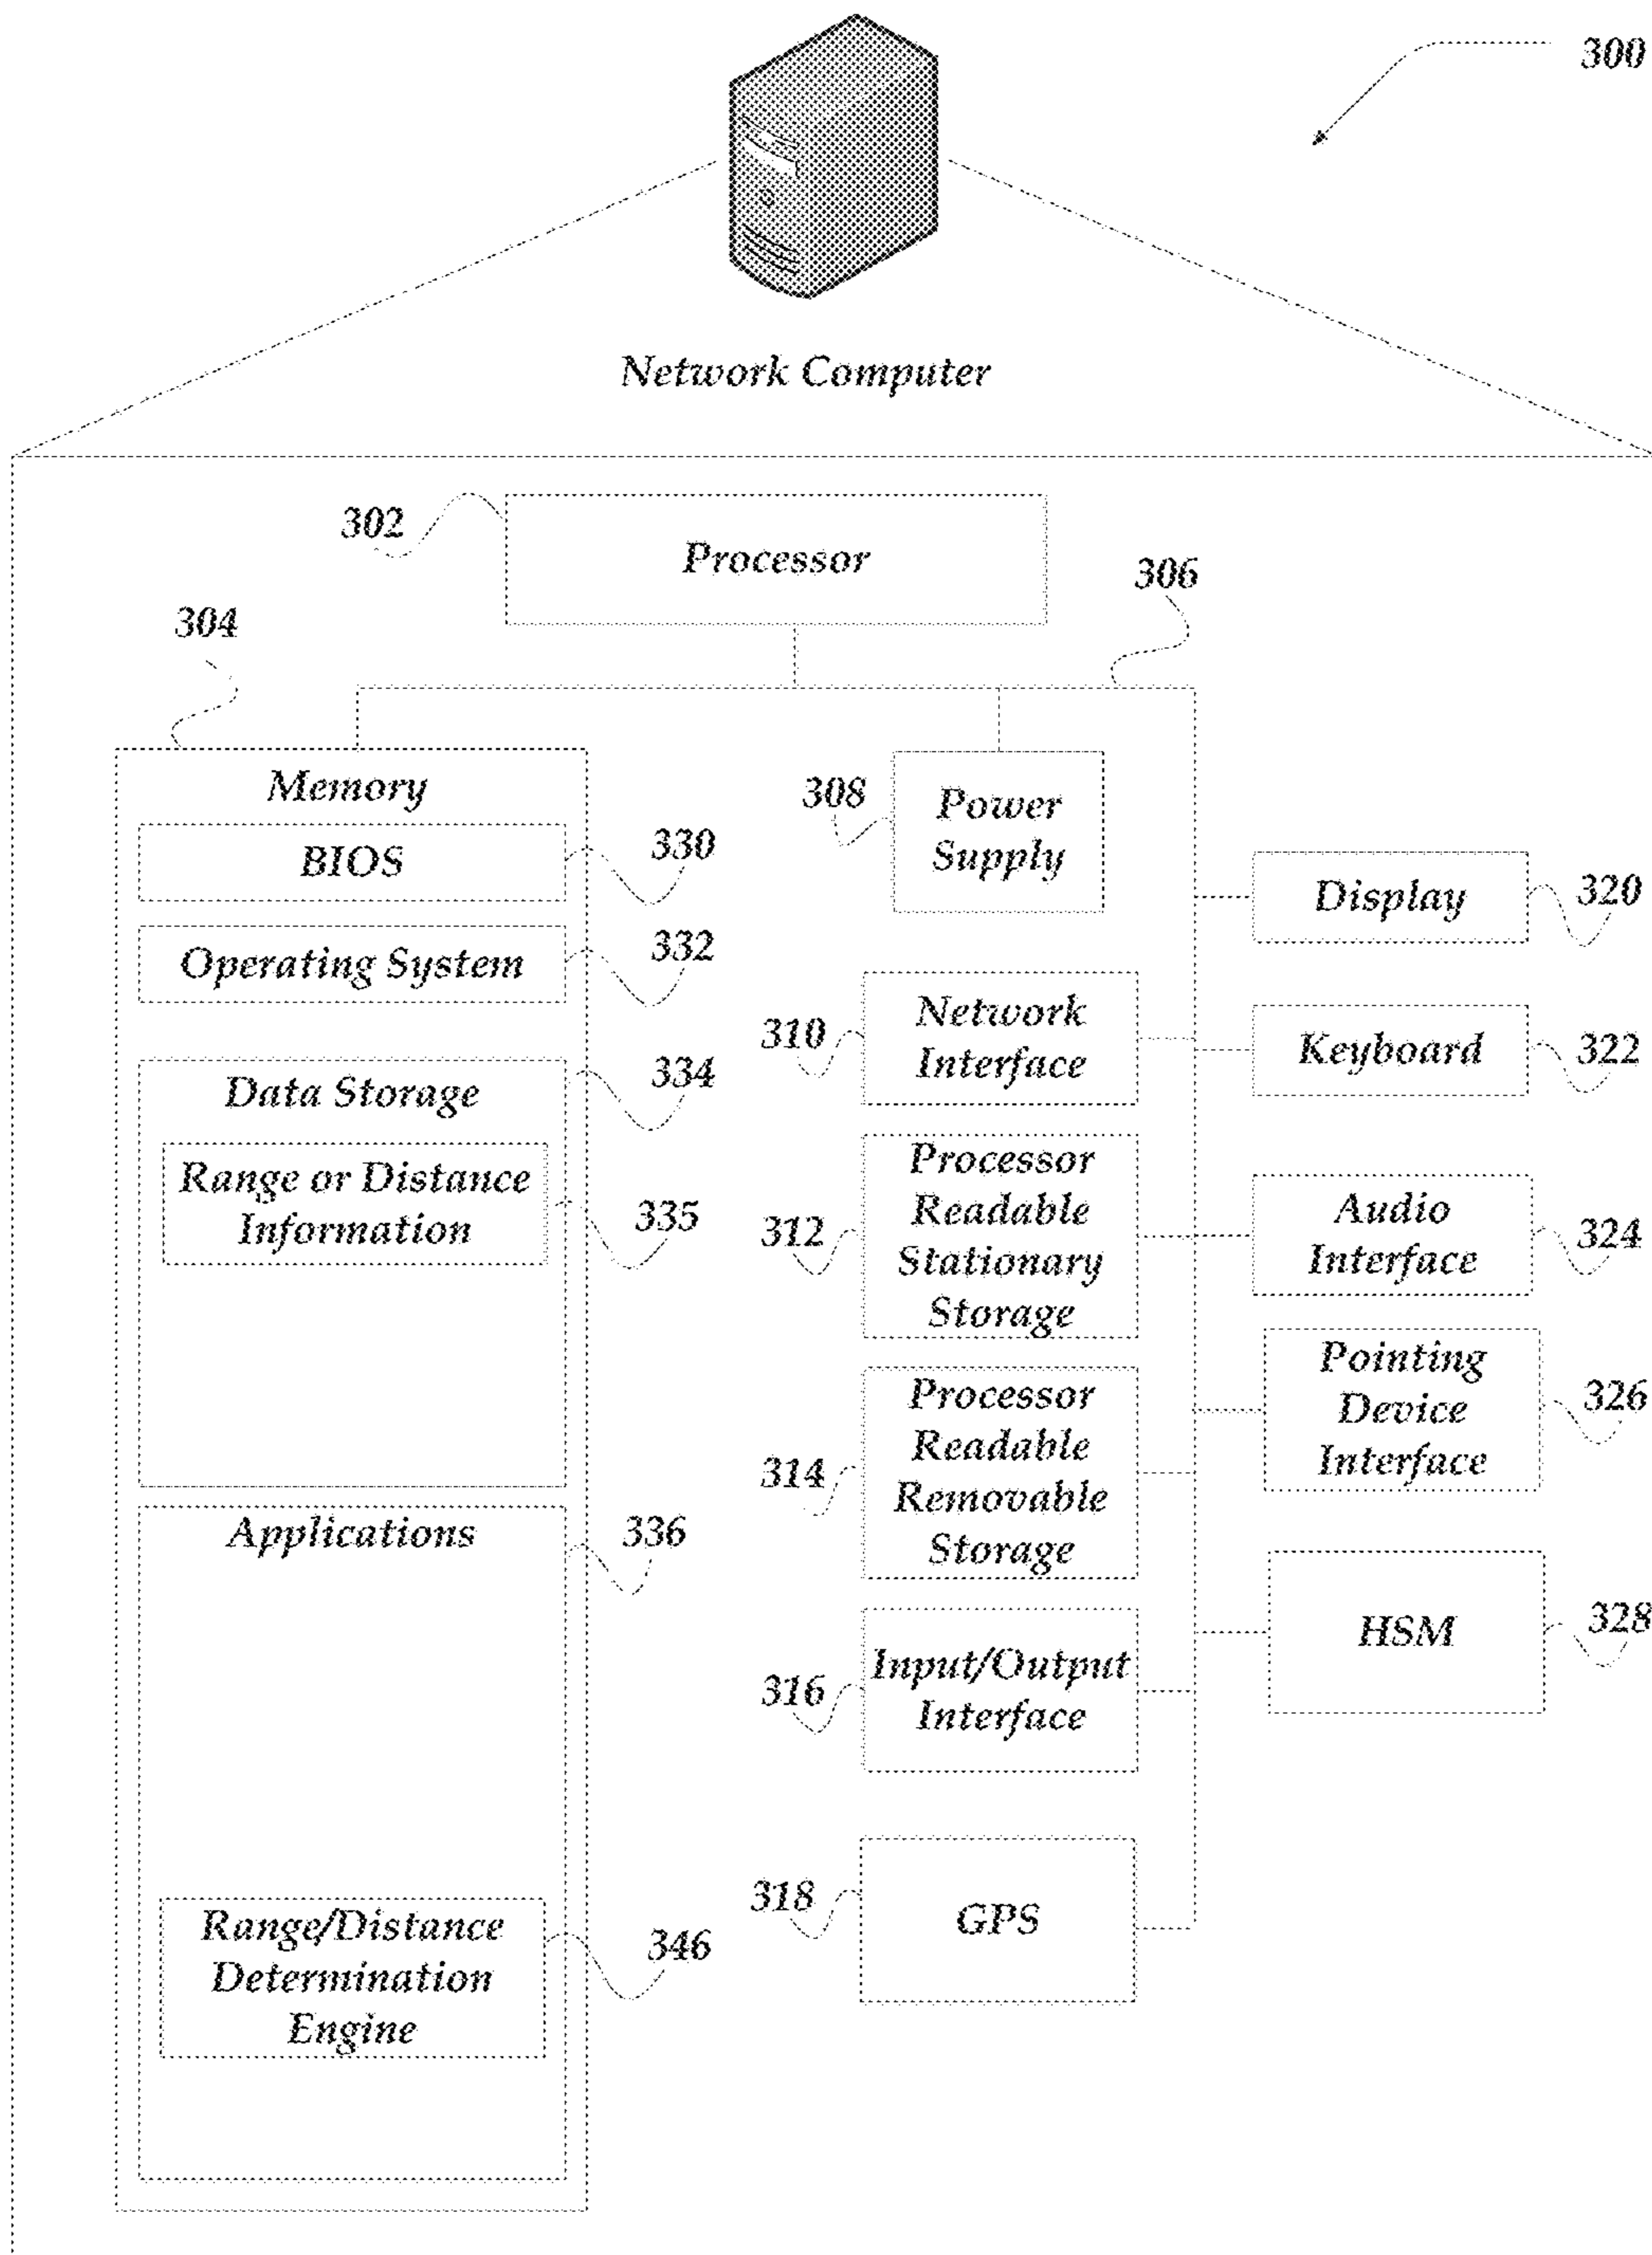 300
Network Computer
302
Processor
306
304
Memory
BIOS
330
Operating System
332
Data Storage
334
Range or Distance
Information
335
Applications
336
Range/Distance
Determination
Engine
346
308
Power
Supply
310
Network
Interface
312
Processor
Readable
Stationary
Storage
314
Processor
Readable
Removable
Storage
316
Input/Output
Interface
318
GPS
Display
320
Keyboard
322
Audio
Interface
324
Pointing
Device
Interface
326
HSM
328